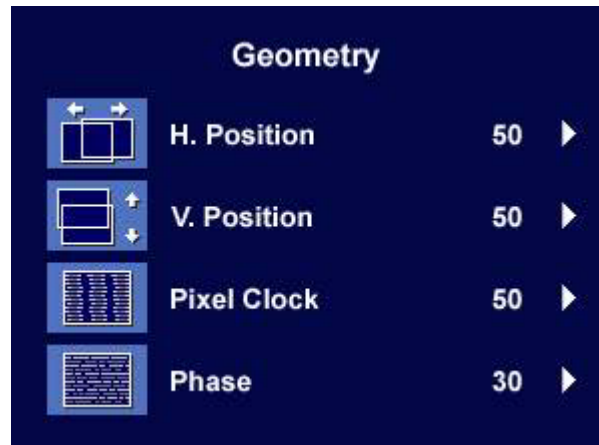 Geometry
H. Position 50
V. Position 50
Pixel Clock 50
Phase 30